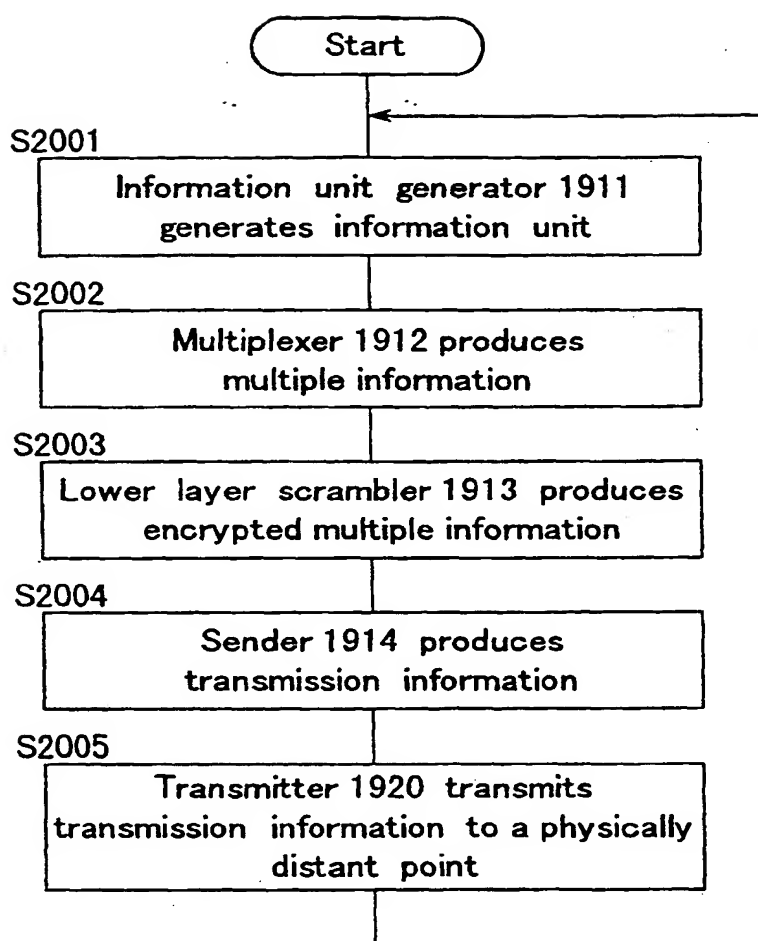 Start
S2001
Information unit generator 1911
generates information unit
S2002
Multiplexer 1912 produces
multiple information
S2003
Lower layer scrambler 1913 produces
encrypted multiple information
S2004
Sender 1914 produces
transmission information
S2005
Transmitter 1920 transmits
transmission information to a physically
distant point